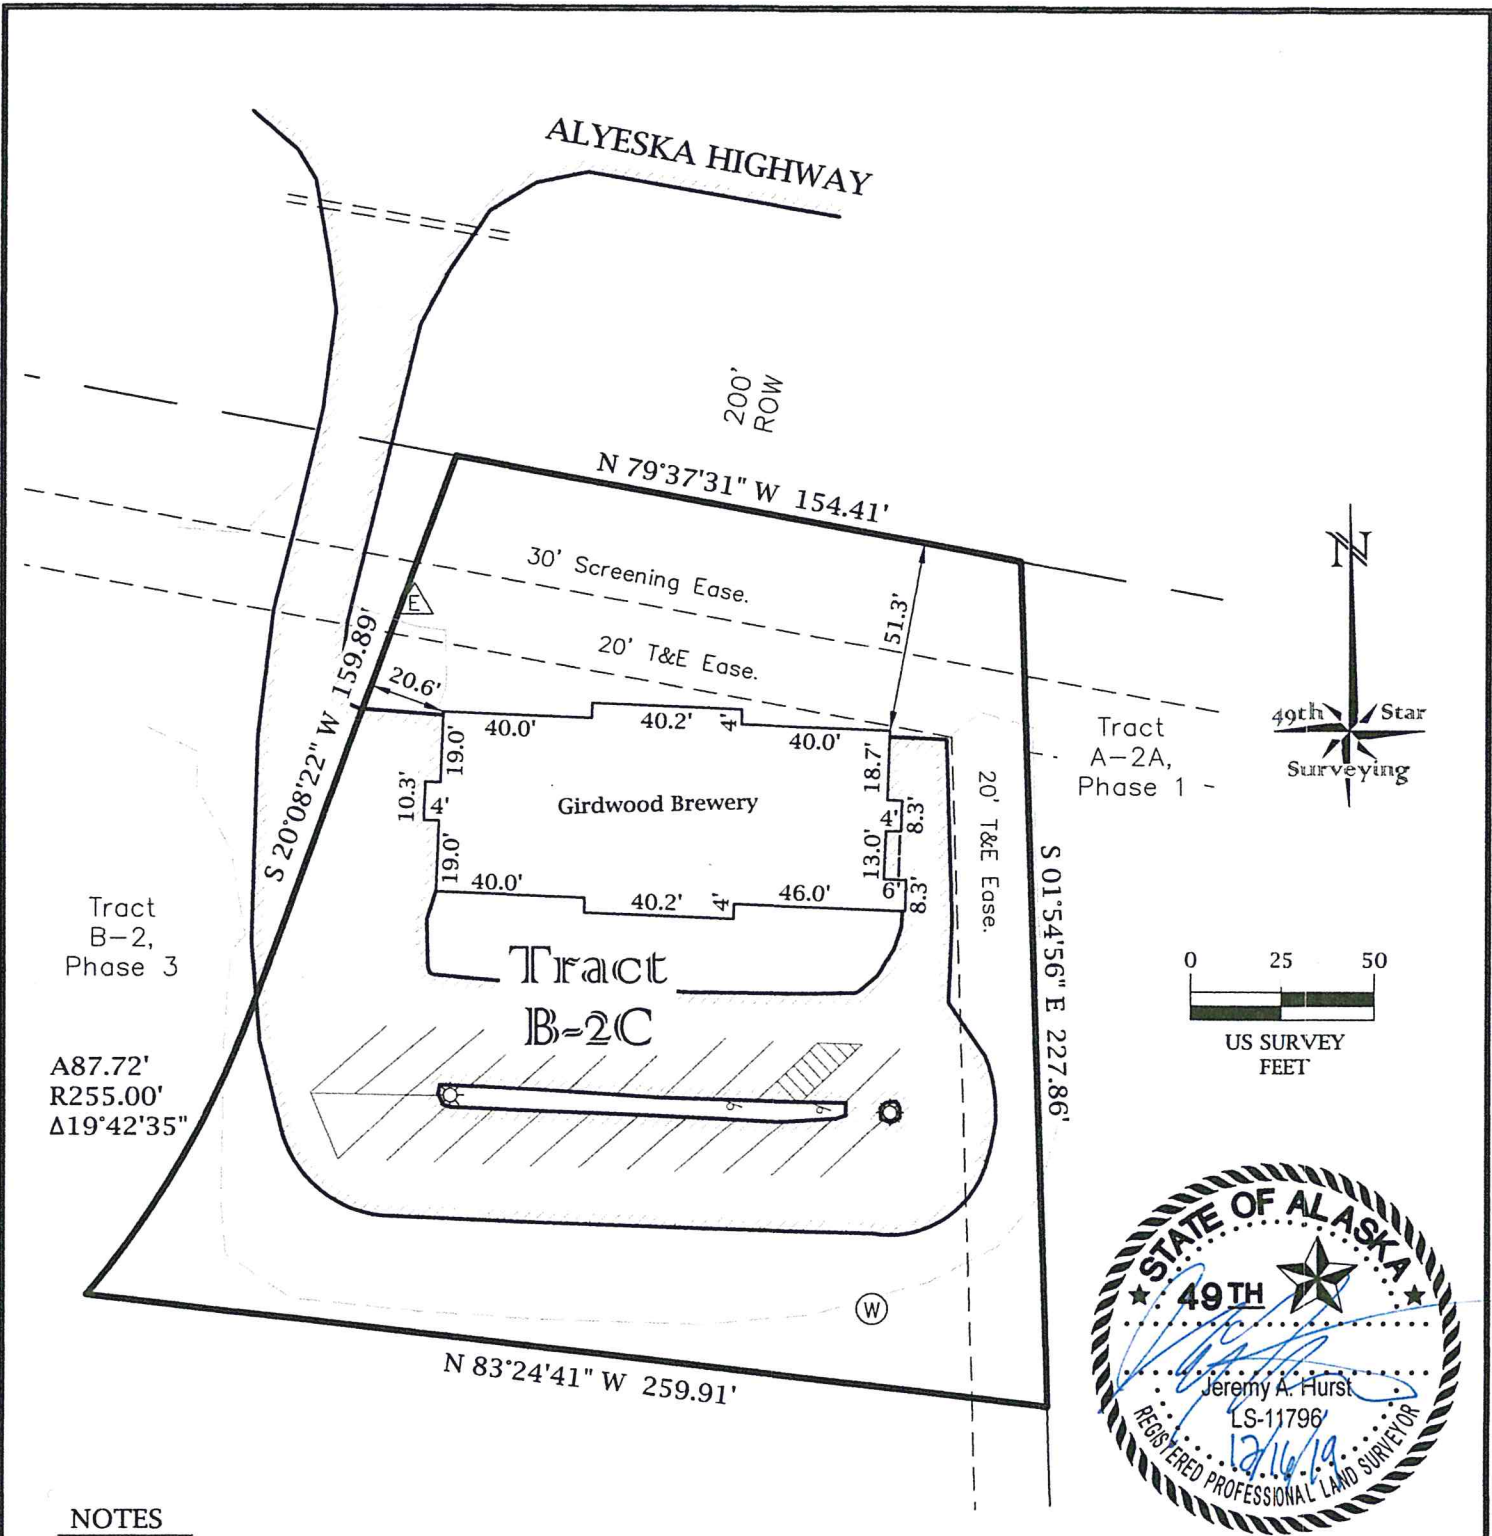 ALYESKA HIGHWAY
200'
ROW
N 79°37'31" W 154.41'
30' Screening Ease.
20' T&E Ease.
51.3'
E
S 20°08'22" W 159.89'
20.6'
40.0'
40.2'
4'
40.0'
19.0'
10.3'
4'
19.0'
Girdwood Brewery
18.7'
4'
8.3'
13.0'
6'
8.3'
40.0'
40.2'
4'
46.0'
20' T&E Ease.
S 01°54'56" E 227.86'
Tract
A-2A,
Phase 1
N
49th Star
Surveying
Tract
B-2,
Phase 3
Tract
B-2C
0 25 50
US SURVEY
FEET
A87.72'
R255.00'
Δ19°42'35"
W
N 83°24'41" W 259.91'
STATE OF ALASKA
49TH
Jeremy A. Hurst
LS-11796
12/16/19
REGISTERED PROFESSIONAL LAND SURVEYOR
NOTES